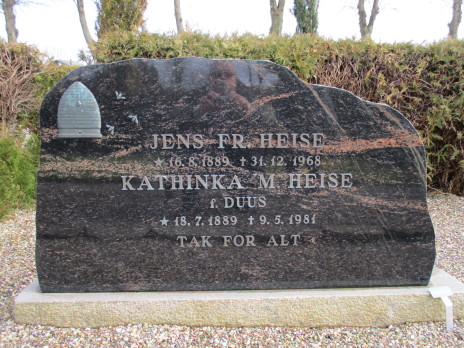 JENS FR. HEISE
★ 16.8.1889 ✝ 31.12.1968
KATHINKA M. HEISE
f. DUUS
★ 18.7.1889 ✝ 9.5.1981
TAK FOR ALT